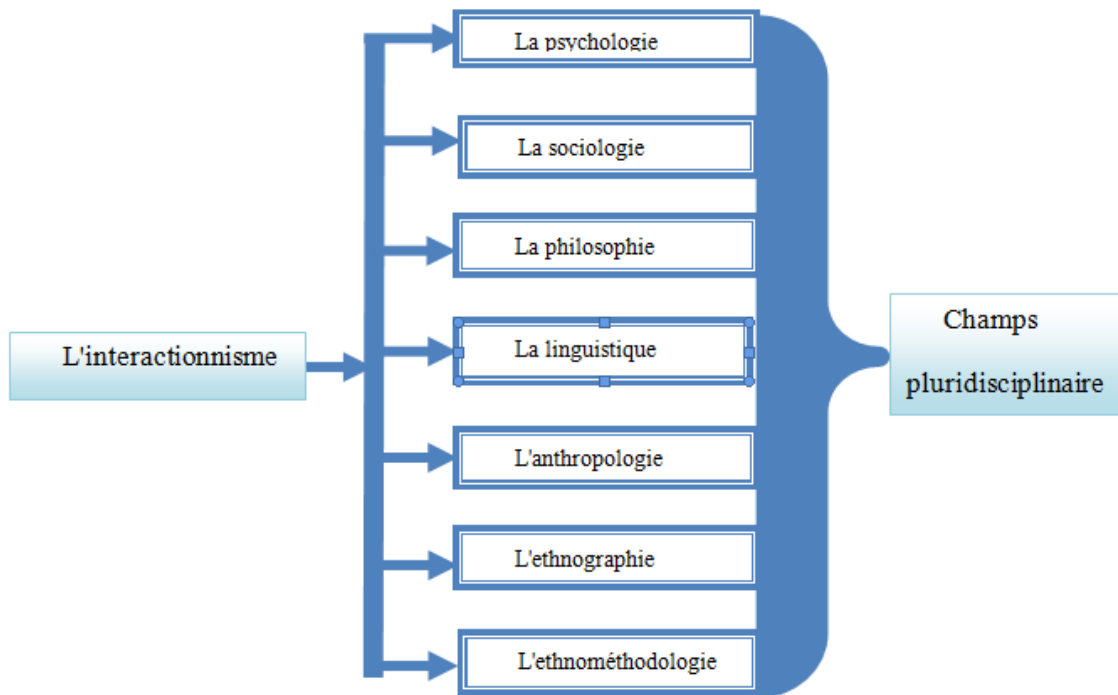 L'interactionnisme
La psychologie
La sociologie
La philosophie
La linguistique
L'anthropologie
L'ethnographie
L'ethnométhodologie
Champs
pluridisciplinaire